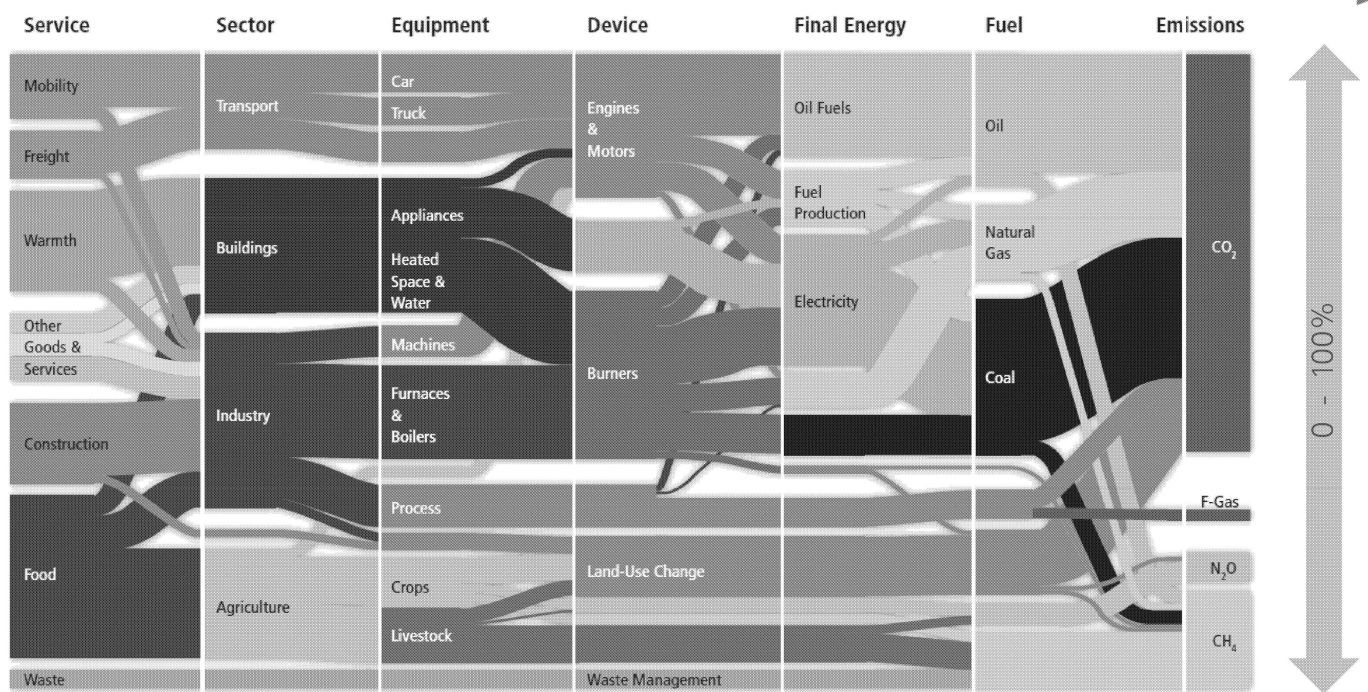 Service
Sector
Equipment
Device
Final Energy
Fuel
Emissions
Mobility
Freight
Warmth
Other
Goods &
Services
Construction
Food
Waste
Transport
Buildings
Industry
Agriculture
Car
Truck
Appliances
Heated
Space &
Water
Machines
Furnaces
&
Boilers
Process
Crops
Livestock
Engines
&
Motors
Burners
Land-Use Change
Waste Management
Oil Fuels
Fuel
Production
Electricity
Oil
Natural
Gas
Coal
CO₂
F-Gas
N₂O
CH₄
0 - 100%